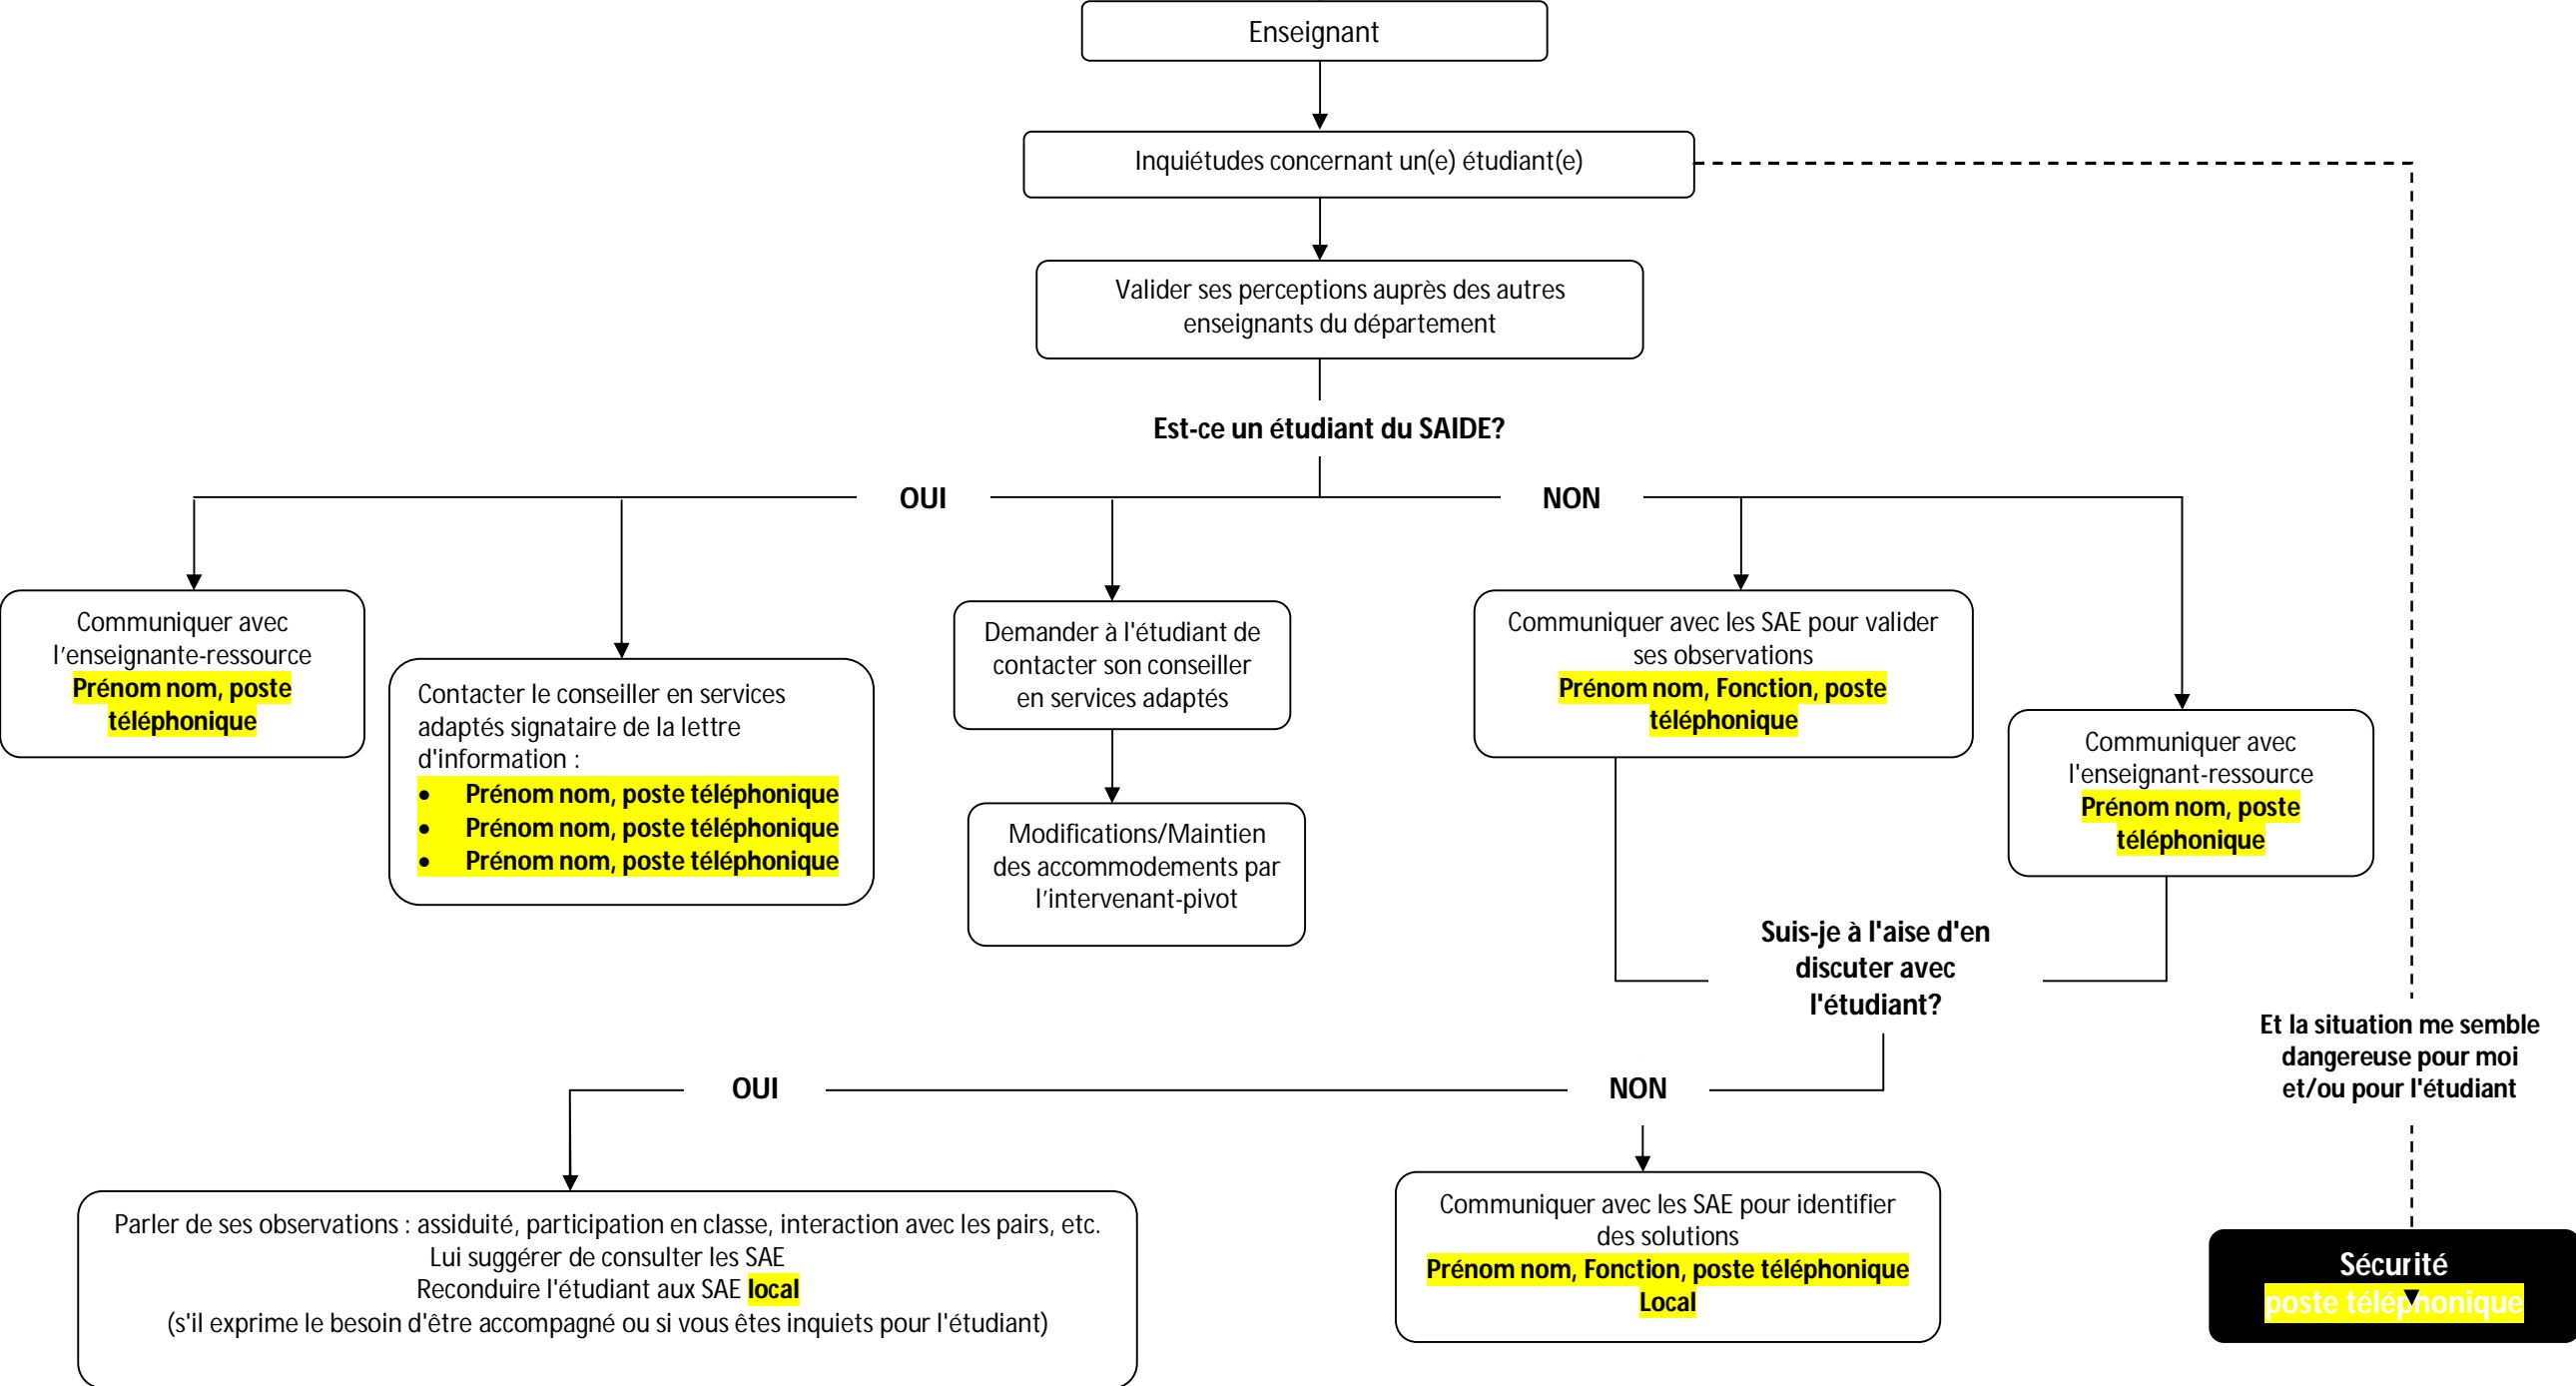 Enseignant
Inquiétudes concernant un(e) étudiant(e)
Valider ses perceptions auprès des autres
enseignants du département
Est-ce un étudiant du SAIDE?
OUI
NON
Communiquer avec
l'enseignante-ressource
Prénom nom, poste
téléphonique
Contacter le conseiller en services
adaptés signataire de la lettre
d'information :
• Prénom nom, poste téléphonique
• Prénom nom, poste téléphonique
• Prénom nom, poste téléphonique
Demander à l'étudiant de
contacter son conseiller
en services adaptés
Modifications/Maintien
des accommodements par
l'intervenant-pivot
Communiquer avec les SAE pour valider
ses observations
Prénom nom, Fonction, poste
téléphonique
Communiquer avec
l'enseignant-ressource
Prénom nom, poste
téléphonique
Suis-je à l'aise d'en
discuter avec
l'étudiant?
Et la situation me semble
dangereuse pour moi
et/ou pour l'étudiant
OUI
NON
Parler de ses observations : assiduité, participation en classe, interaction avec les pairs, etc.
Lui suggérer de consulter les SAE
Reconduire l'étudiant aux SAE local
(s'il exprime le besoin d'être accompagné ou si vous êtes inquiets pour l'étudiant)
Communiquer avec les SAE pour identifier
des solutions
Prénom nom, Fonction, poste téléphonique
Local
Sécurité
poste téléphonique